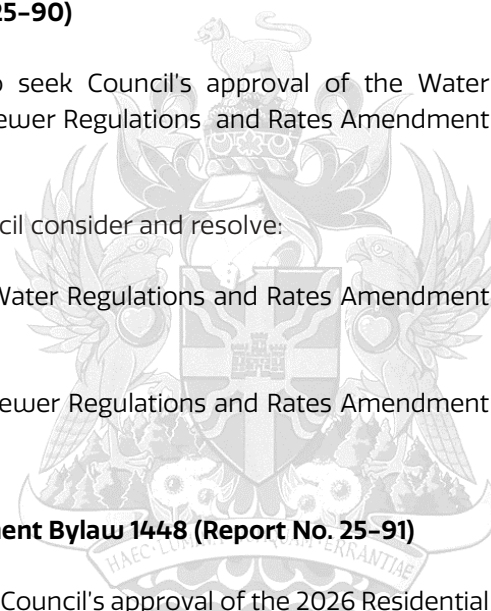 25–90)
o seek Council's approval of the Water
ewer Regulations and Rates Amendment
cil consider and resolve:
Water Regulations and Rates Amendment
ewer Regulations and Rates Amendment
ment Bylaw 1448 (Report No. 25–91)
HAEC
Council's approval of the 2026 Residential